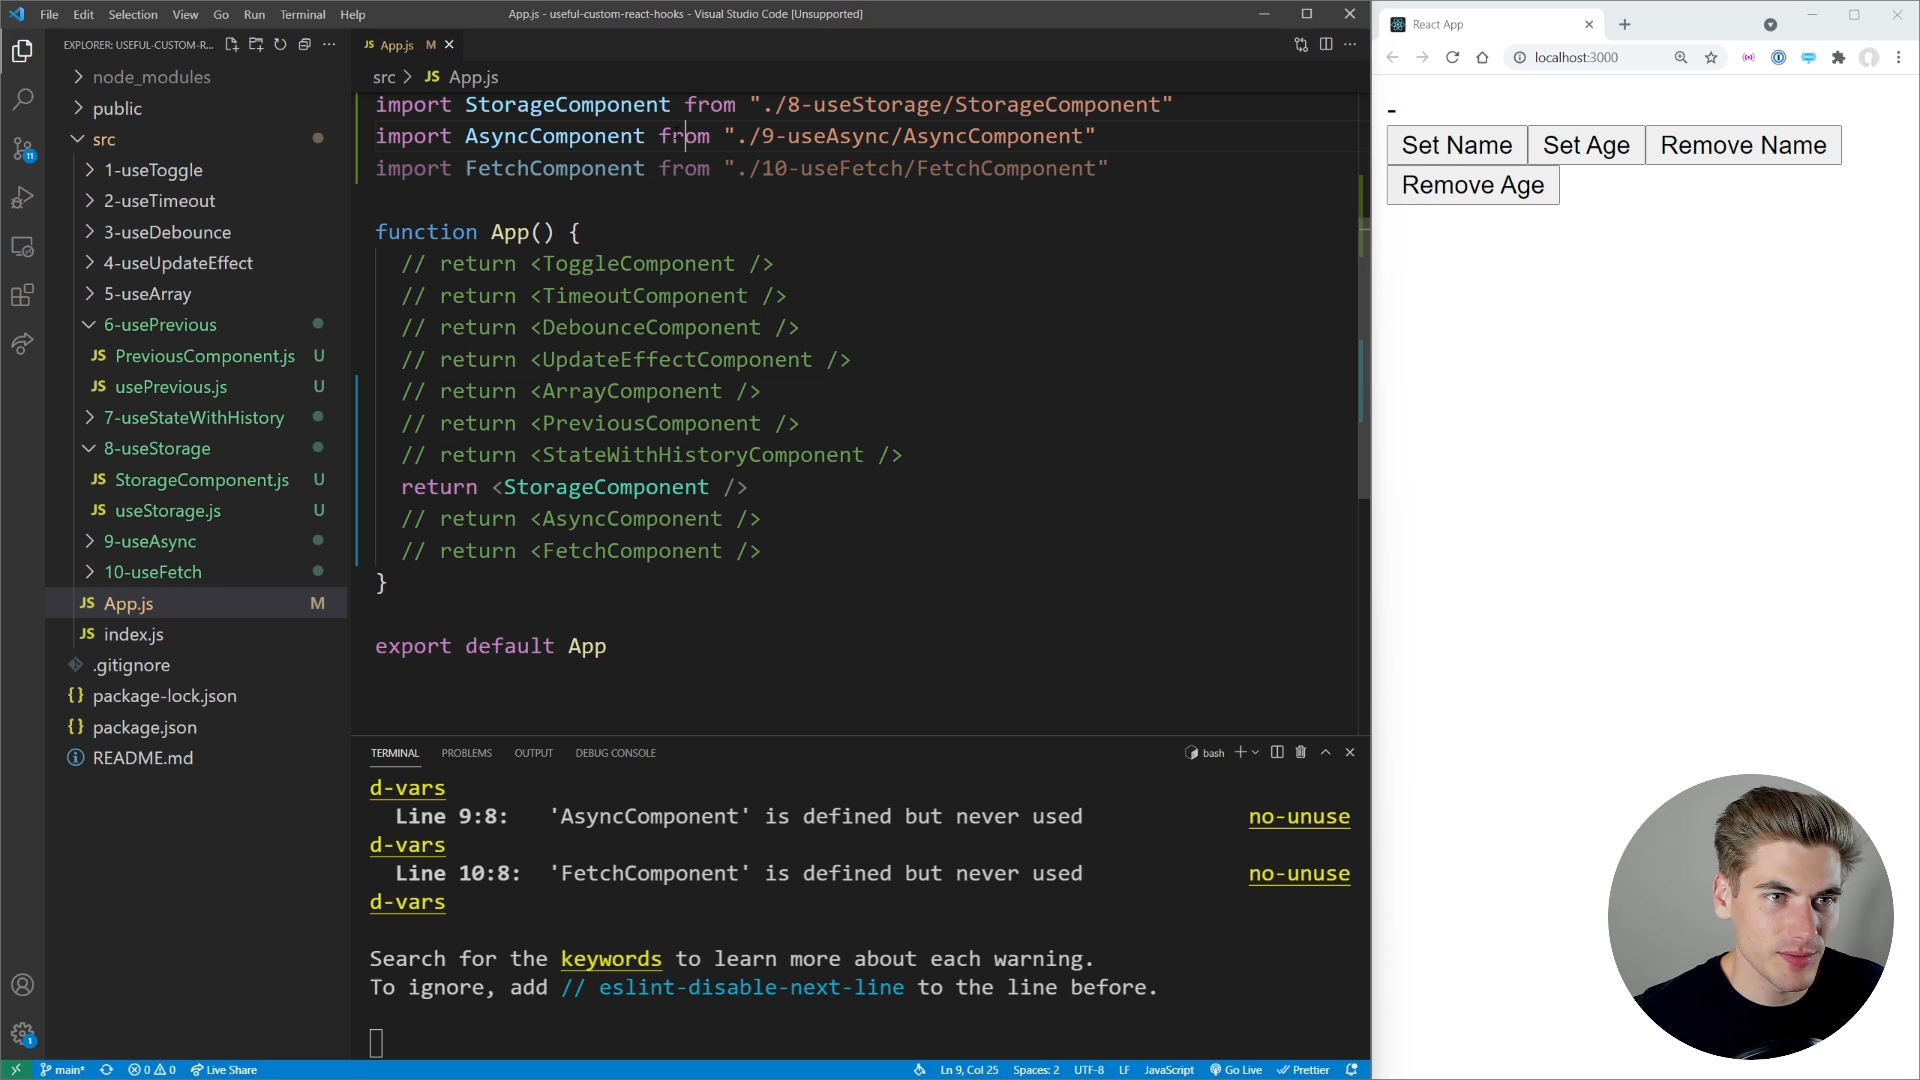 File Edit Selection View Go Run Terminal Help
App.js - useful-custom-react-hooks - Visual Studio Code [Unsupported]
EXPLORER: USEFUL-CUSTOM-R...
node_modules
public
src
1-useToggle
2-useTimeout
3-useDebounce
4-useUpdateEffect
5-useArray
6-usePrevious
JS PreviousComponent.js U
JS usePrevious.js U
7-useStateWithHistory
8-useStorage
JS StorageComponent.js U
JS useStorage.js U
9-useAsync
10-useFetch
JS App.js M
JS index.js
.gitignore
{} package-lock.json
{} package.json
README.md
11
1
JS App.js M
src > JS App.js
import StorageComponent from "./8-useStorage/StorageComponent"
import AsyncComponent from "./9-useAsync/AsyncComponent"
import FetchComponent from "./10-useFetch/FetchComponent"
function App() {
// return <ToggleComponent />
// return <TimeoutComponent />
// return <DebounceComponent />
// return <UpdateEffectComponent />
// return <ArrayComponent />
// return <PreviousComponent />
// return <StateWithHistoryComponent />
return <StorageComponent />
// return <AsyncComponent />
// return <FetchComponent />
}
export default App
TERMINAL PROBLEMS OUTPUT DEBUG CONSOLE
bash
d-vars
Line 9:8: 'AsyncComponent' is defined but never used no-unuse
d-vars
Line 10:8: 'FetchComponent' is defined but never used no-unuse
d-vars
Search for the keywords to learn more about each warning.
To ignore, add // eslint-disable-next-line to the line before.
main* 0 0 Live Share
Ln 9, Col 25 Spaces: 2 UTF-8 LF JavaScript Go Live Prettier
React App
localhost:3000
-
Set Name Set Age Remove Name
Remove Age